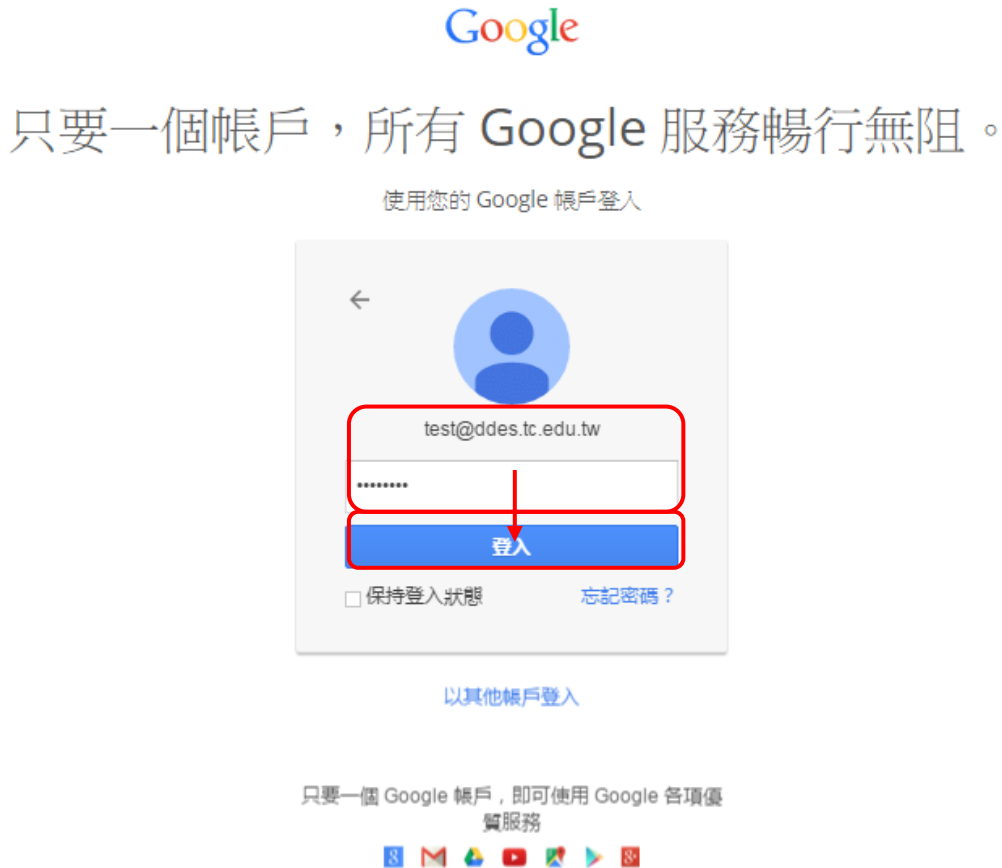 Google
只要一個帳戶，所有 Google 服務暢行無阻。
使用您的 Google 帳戶登入
test@ddes.tc.edu.tw
••••••••
登入
保持登入狀態 忘記密碼？
以其他帳戶登入
只要一個 Google 帳戶，即可使用 Google 各項優
質服務